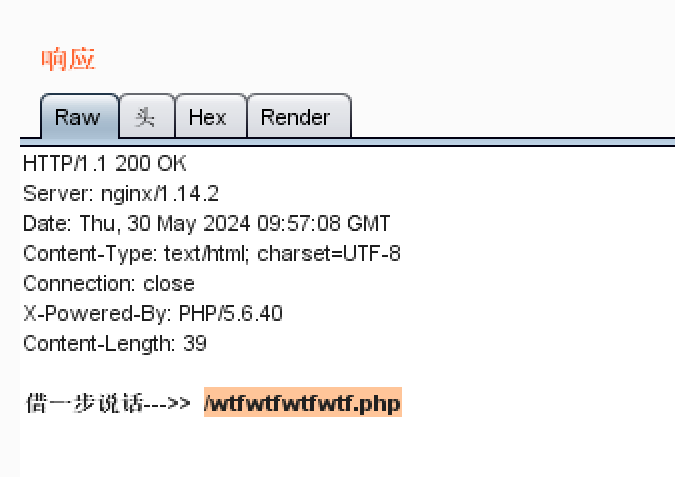 响应
Raw 头 Hex Render
HTTP/1.1 200 OK
Server: nginx/1.14.2
Date: Thu, 30 May 2024 09:57:08 GMT
Content-Type: text/html; charset=UTF-8
Connection: close
X-Powered-By: PHP/5.6.40
Content-Length: 39
借一步说话--->> /wtfwtfwtfwtf.php